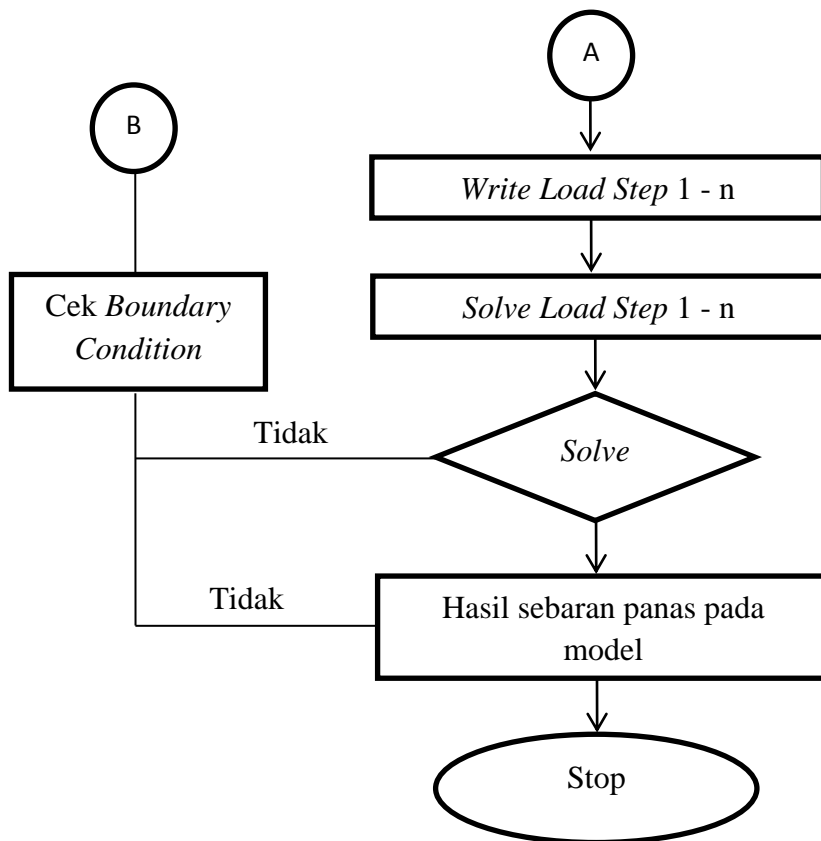 A
B
Write Load Step 1 - n
Cek Boundary
Condition
Solve Load Step 1 - n
Tidak
Solve
Tidak
Hasil sebaran panas pada
model
Stop